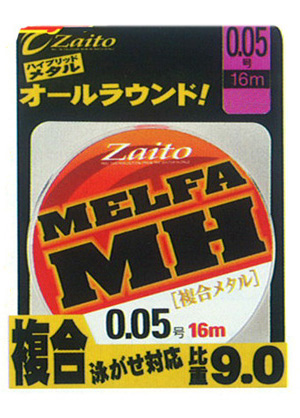 Zaito
0.05
号
16m
ハイブリッド
メタル
オールラウンド!
Zaito
MELFA
MH
[複合メタル]
0.05号 16m
複合 泳がせ対応 比重 9.0